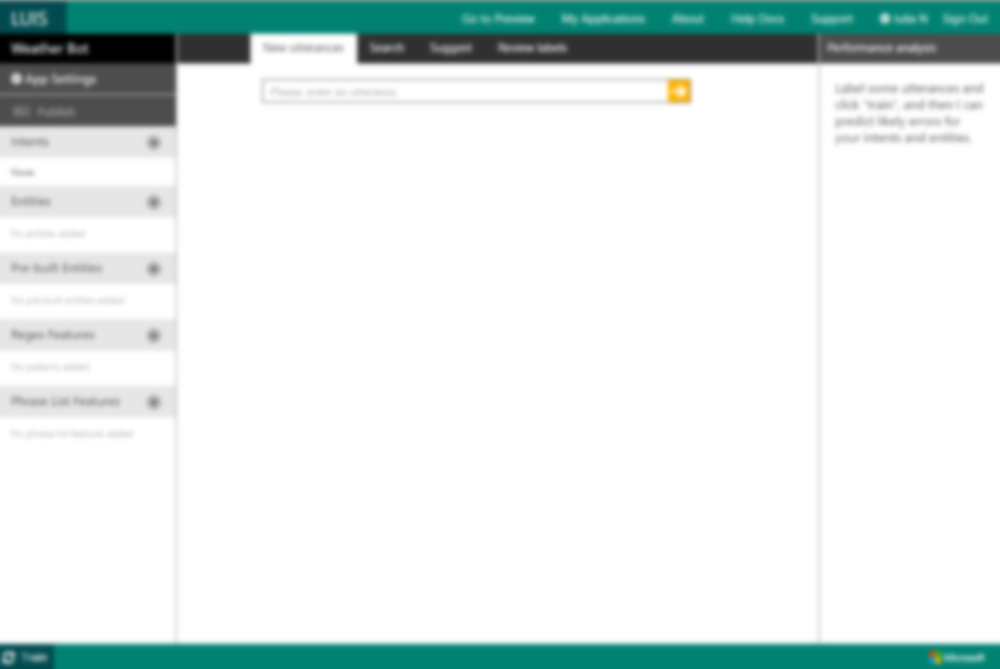 LUIS
Go to Preview
My Applications
About
Help Docs
Support
Julia N
Sign Out
Weather Bot
New utterances
Search
Suggest
Review labels
Performance analysis
App Settings
Publish
Please, enter an utterance.
Label some utterances and
click "train", and then I can
predict likely errors for
your intents and entities.
Intents
None
Entities
No entities added
Pre-built Entities
No pre-built entities added
Regex Features
No patterns added
Phrase List Features
No phrase list features added
Train
Microsoft